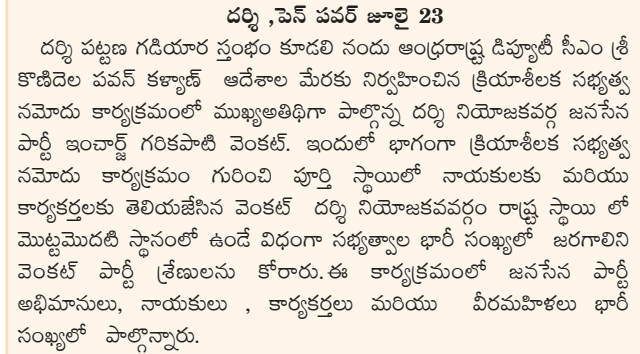 దర్శి ,పెన్ పవర్ జూలై 23
దర్శి పట్టణ గడియార స్తంభం కూడలి నందు ఆంధ్రరాష్ట్ర డిప్యూటీ సీఎం శ్రీ
కొణిదెల పవన్ కళ్యాణ్ ఆదేశాల మేరకు నిర్వహించిన క్రియాశీలక సభ్యత్వ
నమోదు కార్యక్రమంలో ముఖ్యఅతిథిగా పాల్గొన్న దర్శి నియోజకవర్గ జనసేన
పార్టీ ఇంచార్జ్ గరికపాటి వెంకట్. ఇందులో భాగంగా క్రియాశీలక సభ్యత్వ
నమోదు కార్యక్రమం గురించి పూర్తి స్థాయిలో నాయకులకు మరియు
కార్యకర్తలకు తెలియజేసిన వెంకట్ దర్శి నియోజకవవర్గం రాష్ట్ర స్థాయి లో
మొట్టమొదటి స్థానంలో ఉండే విధంగా సభ్యత్వాల భారీ సంఖ్యలో జరగాలిని
వెంకట్ పార్టీ శ్రేణులను కోరారు.ఈ కార్యక్రమంలో జనసేన పార్టీ
అభిమానులు, నాయకులు , కార్యకర్తలు మరియు వీరమహిళలు భారీ
సంఖ్యలో పాల్గొన్నారు.